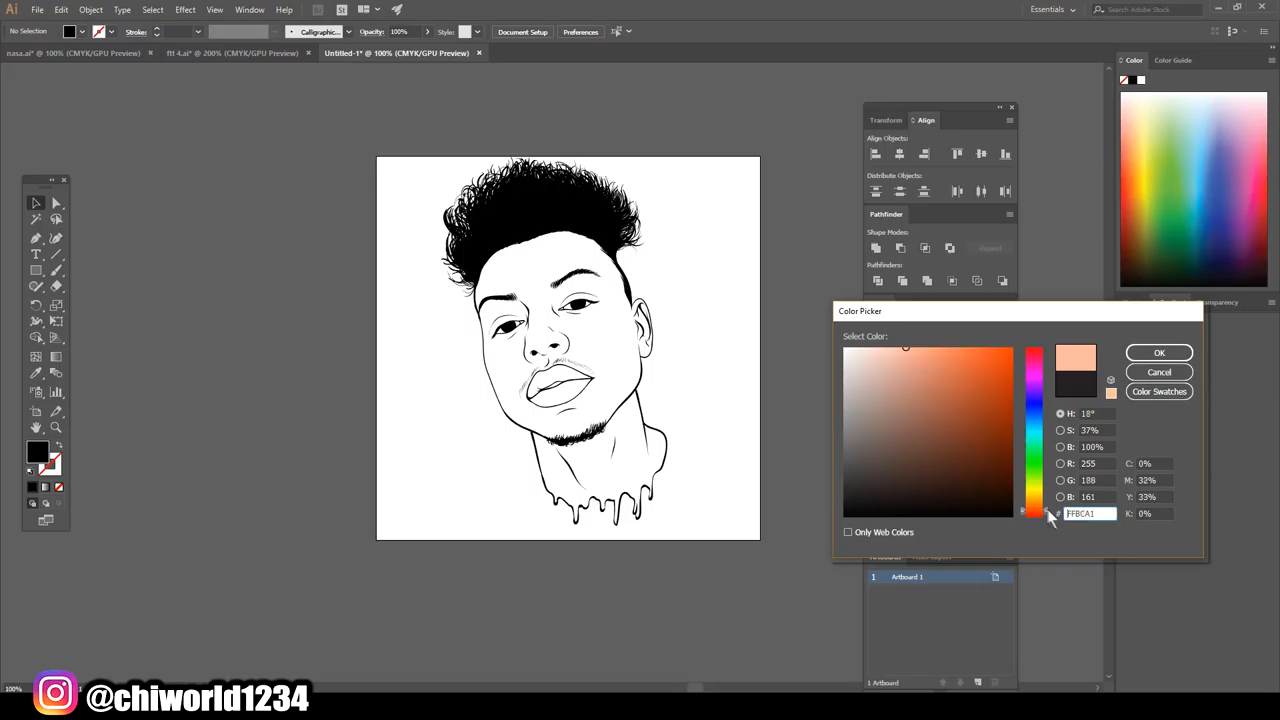 Ai File Edit Object Type Select Effect View Window Help Br St Essentials Search Adobe Stock
No Selection Stroke: Calligraphic... Opacity: 100% Style: Document Setup Preferences
nasa.ai* @ 100% (CMYK/GPU Preview) × ftt 4.ai* @ 200% (CMYK/GPU Preview) × Untitled-1* @ 100% (CMYK/GPU Preview) ×
Color Color Guide
Transform Align
Align Objects:
Distribute Objects:
Pathfinder
Shape Modes:
Expand
Pathfinders:
Transparency
Color Picker
Select Color:
OK
Cancel
Color Swatches
H: 18°
S: 37%
B: 100%
R: 255 C: 0%
G: 188 M: 32%
B: 161 Y: 33%
# FFBCA1 K: 0%
Only Web Colors
1 Artboard 1
1 Artboard
100%
@chiworld1234